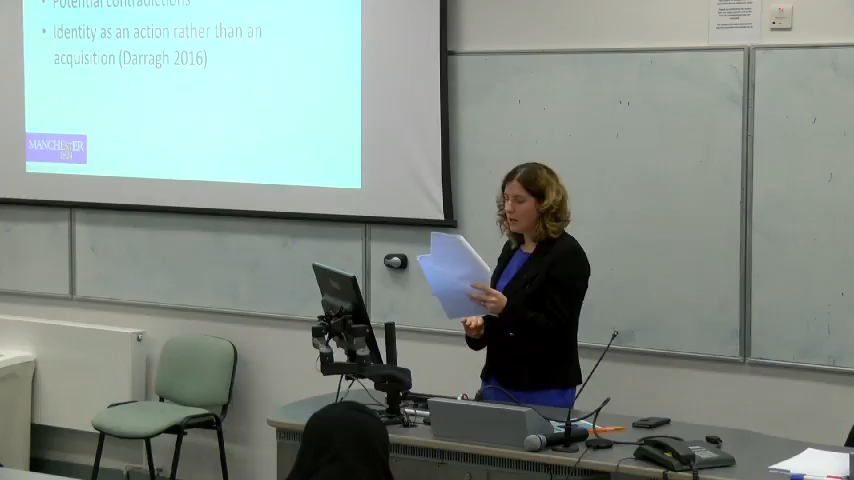 Potential contradictions
Identity as an action rather than an
acquisition (Darragh 2016)
MANCHESTER